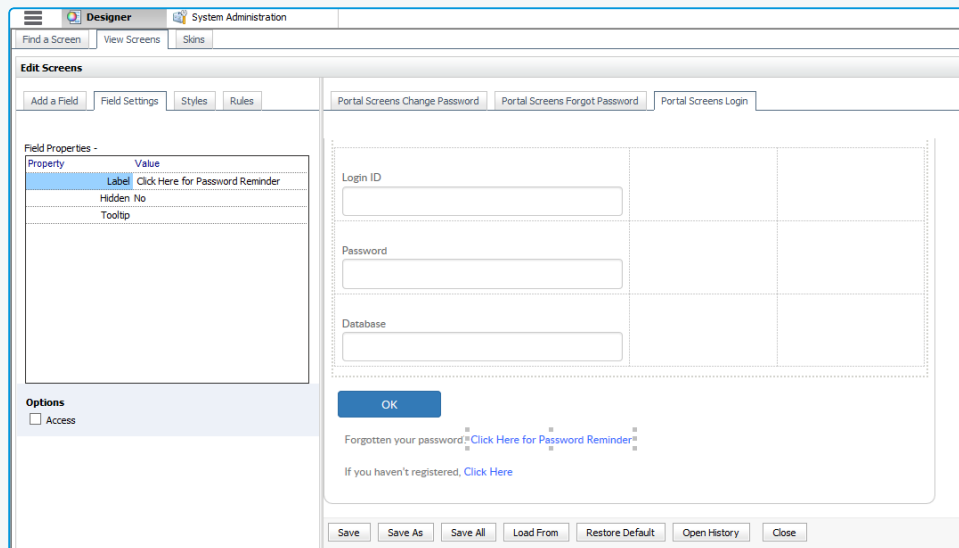 Designer System Administration
Find a Screen View Screens Skins
Edit Screens
Add a Field Field Settings Styles Rules
Field Properties -
Property Value
Label Click Here for Password Reminder
Hidden No
Tooltip
Options
Access
Portal Screens Change Password Portal Screens Forgot Password Portal Screens Login
Login ID
Password
Database
OK
Forgotten your password, Click Here for Password Reminder
If you haven't registered, Click Here
Save Save As Save All Load From Restore Default Open History Close